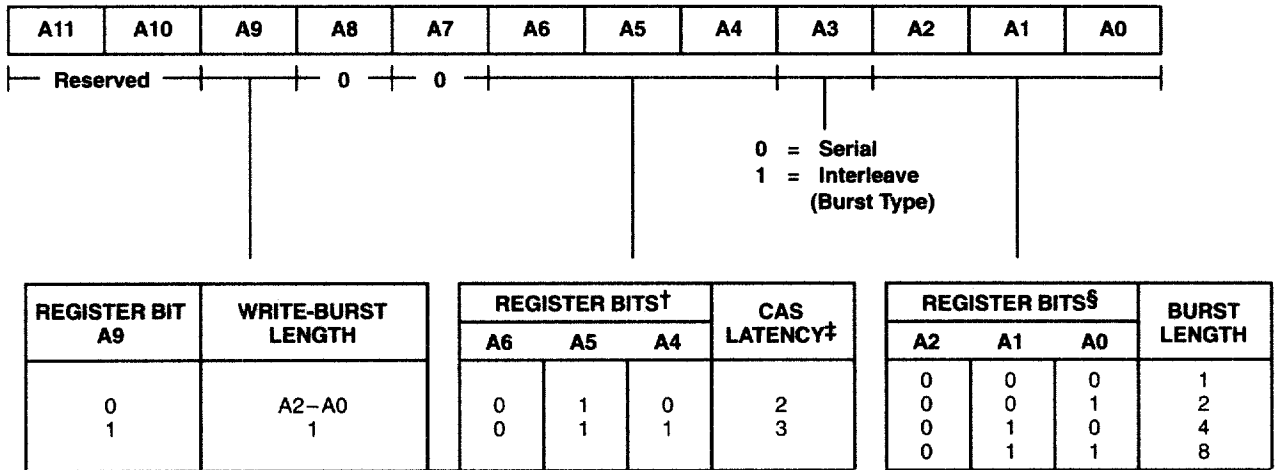 A11 A10 A9 A8 A7 A6 A5 A4 A3 A2 A1 A0
Reserved 0 0
0 = Serial
1 = Interleave
(Burst Type)
REGISTER BIT
A9
WRITE-BURST
LENGTH
0 A2–A0
1 1
REGISTER BITS†
A6 A5 A4
CAS
LATENCY‡
0 1 0 2
0 1 1 3
REGISTER BITS§
A2 A1 A0
BURST
LENGTH
0 0 0 1
0 0 1 2
0 1 0 4
0 1 1 8